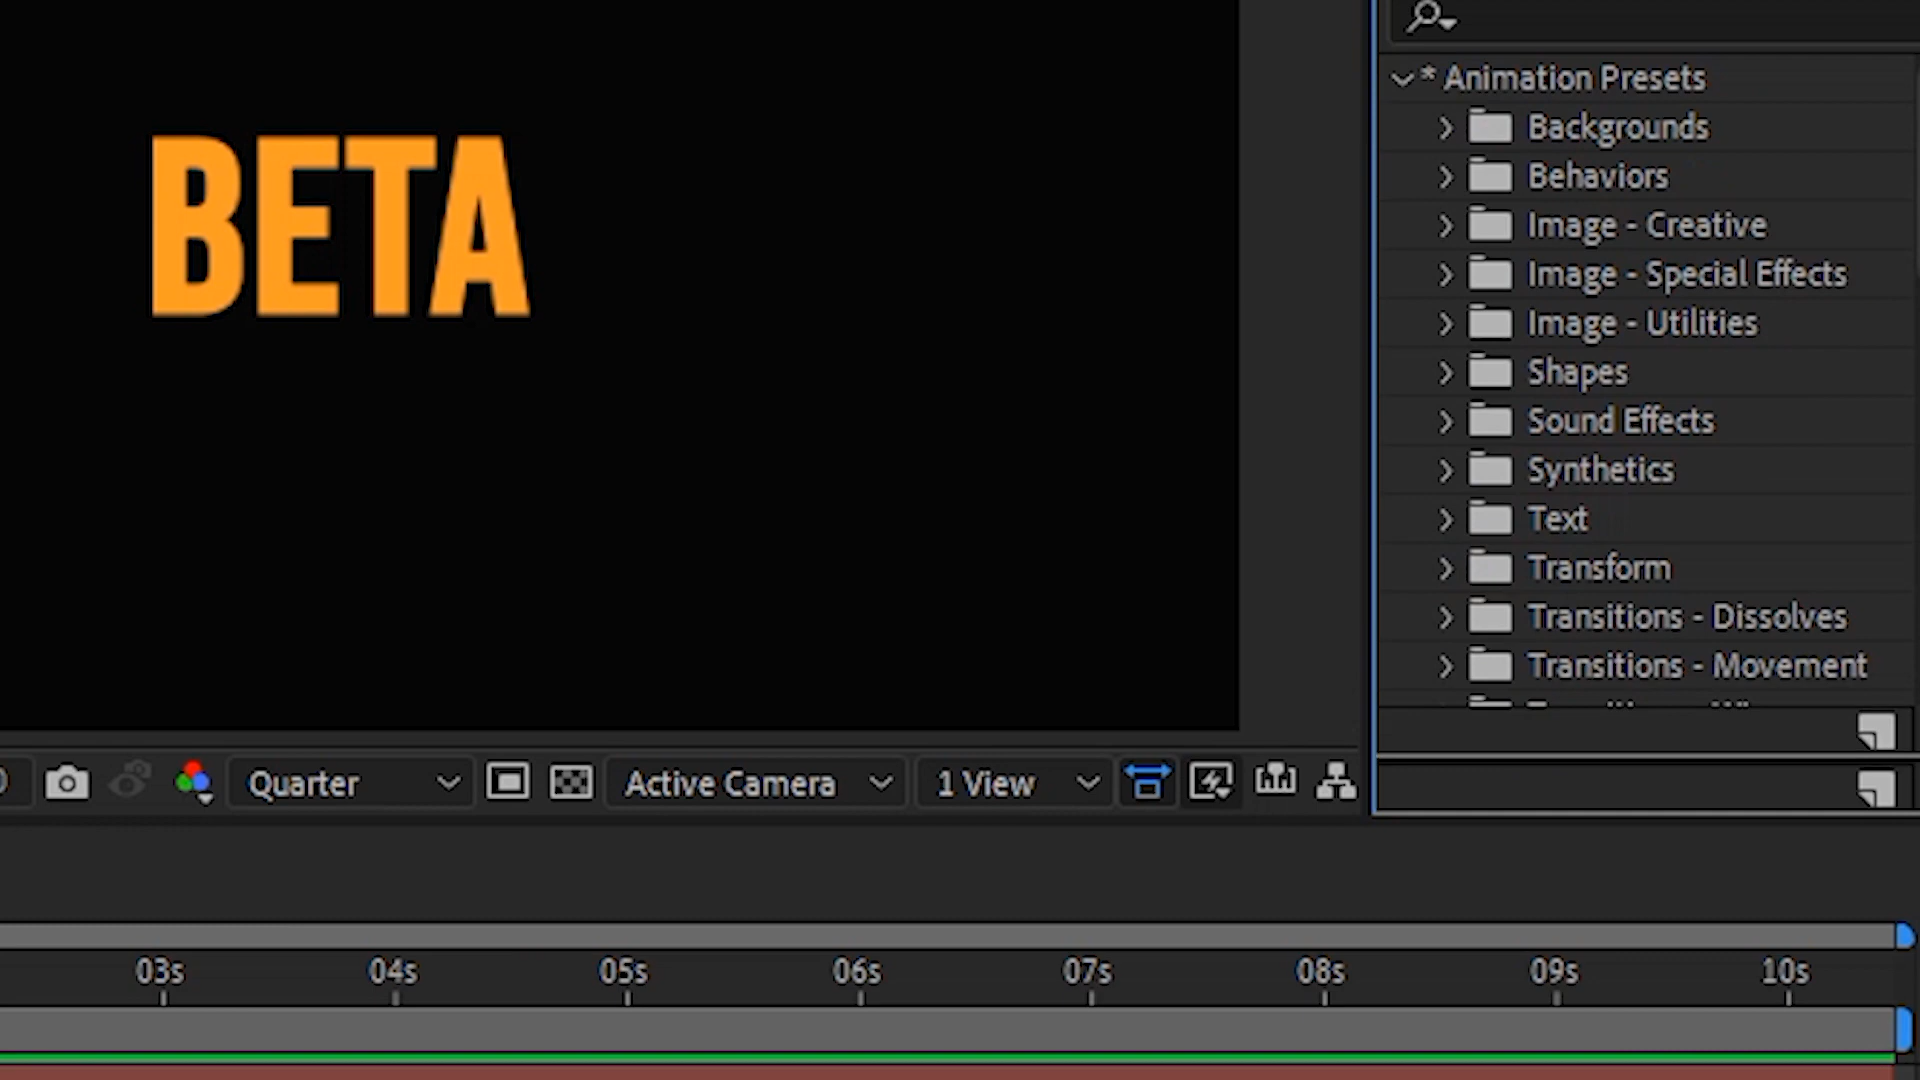 BETA
* Animation Presets
Backgrounds
Behaviors
Image - Creative
Image - Special Effects
Image - Utilities
Shapes
Sound Effects
Synthetics
Text
Transform
Transitions - Dissolves
Transitions - Movement
Quarter
Active Camera
1 View
03s 04s 05s 06s 07s 08s 09s 10s